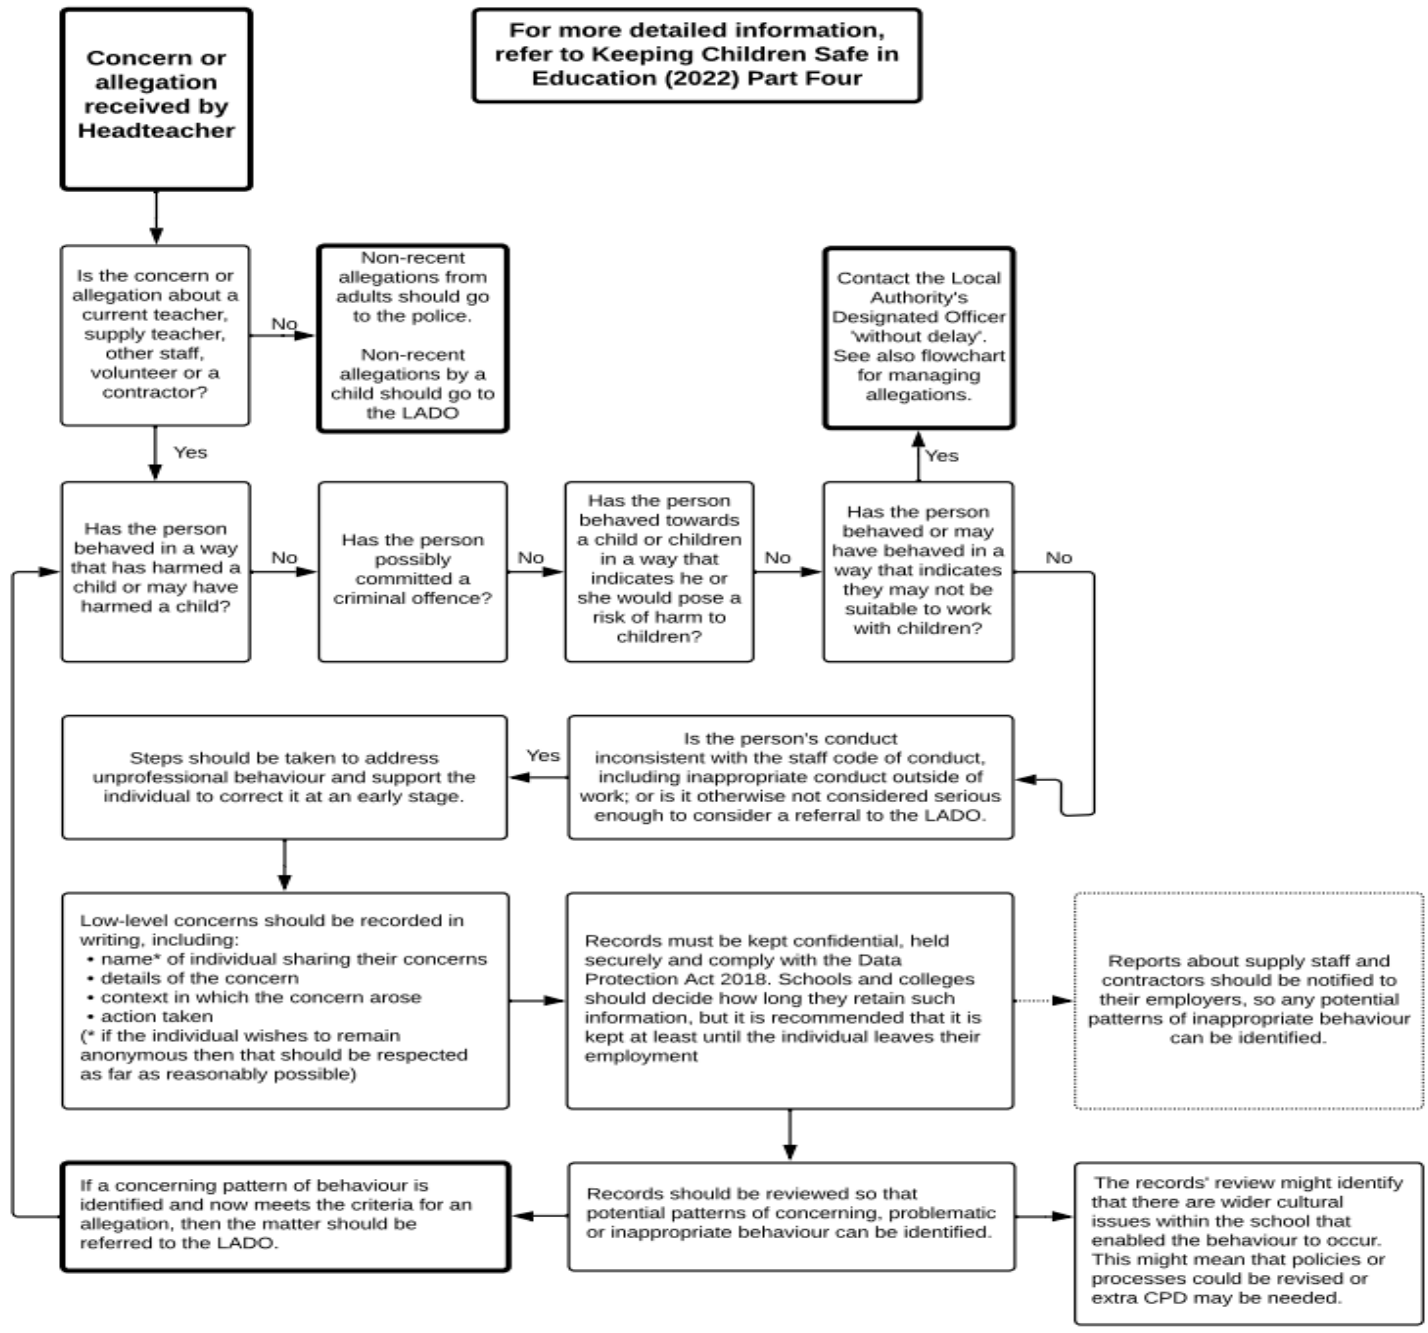 Concern or
allegation
received by
Headteacher
For more detailed information,
refer to Keeping Children Safe in
Education (2022) Part Four
Is the concern or
allegation about a
current teacher,
supply teacher,
other staff,
volunteer or a
contractor?
No
Non-recent
allegations from
adults should go
to the police.
Non-recent
allegations by a
child should go to
the LADO
Contact the Local
Authority's
Designated Officer
'without delay'.
See also flowchart
for managing
allegations.
Yes
Yes
Has the person
behaved in a way
that has harmed a
child or may have
harmed a child?
No
Has the person
possibly
committed a
criminal offence?
No
Has the person
behaved towards
a child or children
in a way that
indicates he or
she would pose a
risk of harm to
children?
No
Has the person
behaved or may
have behaved in a
way that indicates
they may not be
suitable to work
with children?
No
Is the person's conduct
inconsistent with the staff code of conduct,
including inappropriate conduct outside of
work; or is it otherwise not considered serious
enough to consider a referral to the LADO.
Yes
Steps should be taken to address
unprofessional behaviour and support the
individual to correct it at an early stage.
Low-level concerns should be recorded in
writing, including:
• name* of individual sharing their concerns
• details of the concern
• context in which the concern arose
• action taken
(* if the individual wishes to remain
anonymous then that should be respected
as far as reasonably possible)
Records must be kept confidential, held
securely and comply with the Data
Protection Act 2018. Schools and colleges
should decide how long they retain such
information, but it is recommended that it is
kept at least until the individual leaves their
employment
Reports about supply staff and
contractors should be notified to
their employers, so any potential
patterns of inappropriate behaviour
can be identified.
If a concerning pattern of behaviour is
identified and now meets the criteria for an
allegation, then the matter should be
referred to the LADO.
Records should be reviewed so that
potential patterns of concerning, problematic
or inappropriate behaviour can be identified.
The records' review might identify
that there are wider cultural
issues within the school that
enabled the behaviour to occur.
This might mean that policies or
processes could be revised or
extra CPD may be needed.